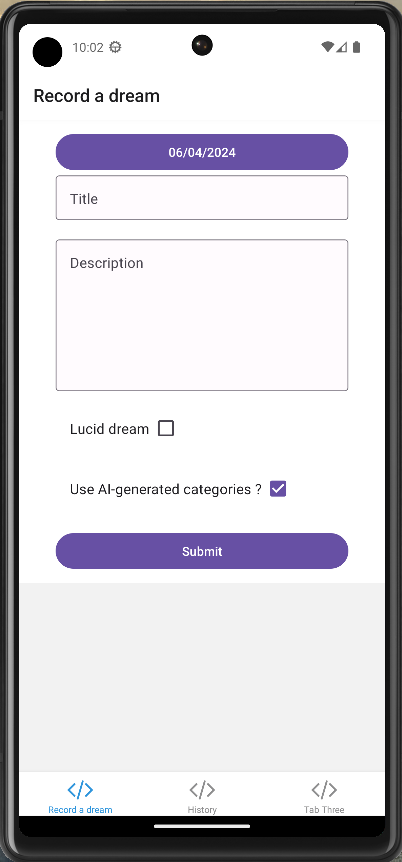 10:02
Record a dream
06/04/2024
Title
Description
Lucid dream
Use AI-generated categories ?
Submit
</>
</>
</>
Record a dream
History
Tab Three